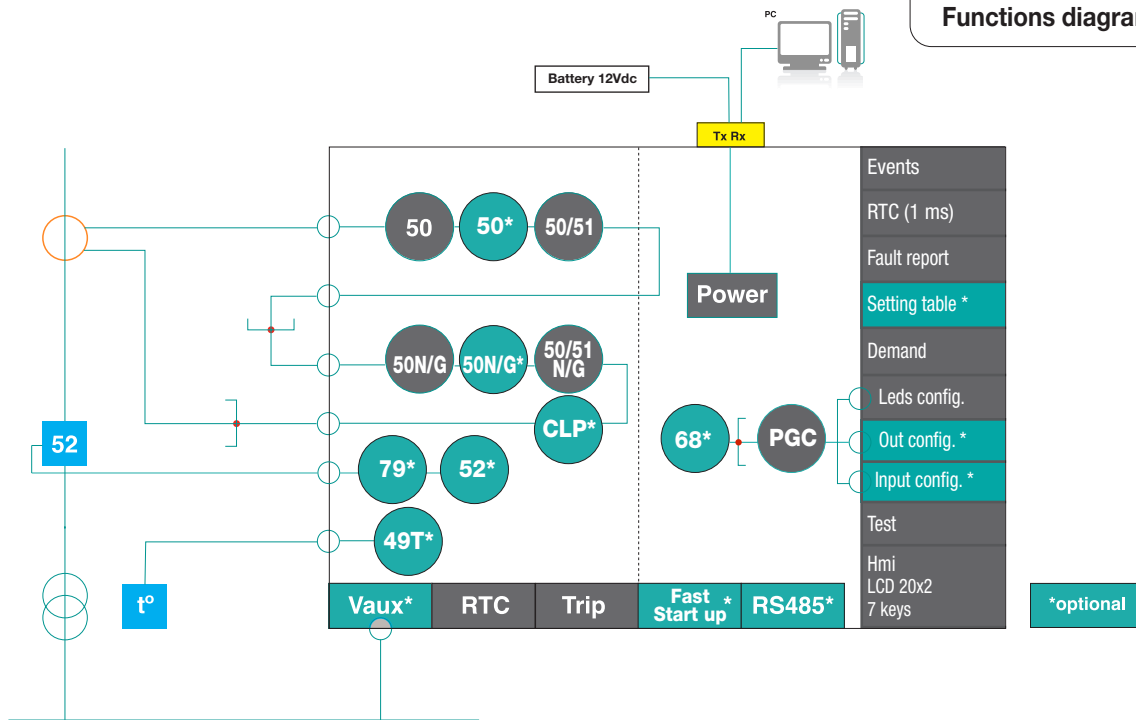 Functions diagra
PC
Battery 12Vdc
Tx Rx
Events
RTC (1 ms)
Fault report
Setting table *
Demand
Leds config.
Out config. *
Input config. *
Test
Hmi
LCD 20x2
7 keys
50
50*
50/51
Power
50N/G
50N/G*
50/51
N/G
CLP*
68*
PGC
52
79*
52*
49T*
t°
Vaux*
RTC
Trip
Fast
Start up *
RS485*
*optional